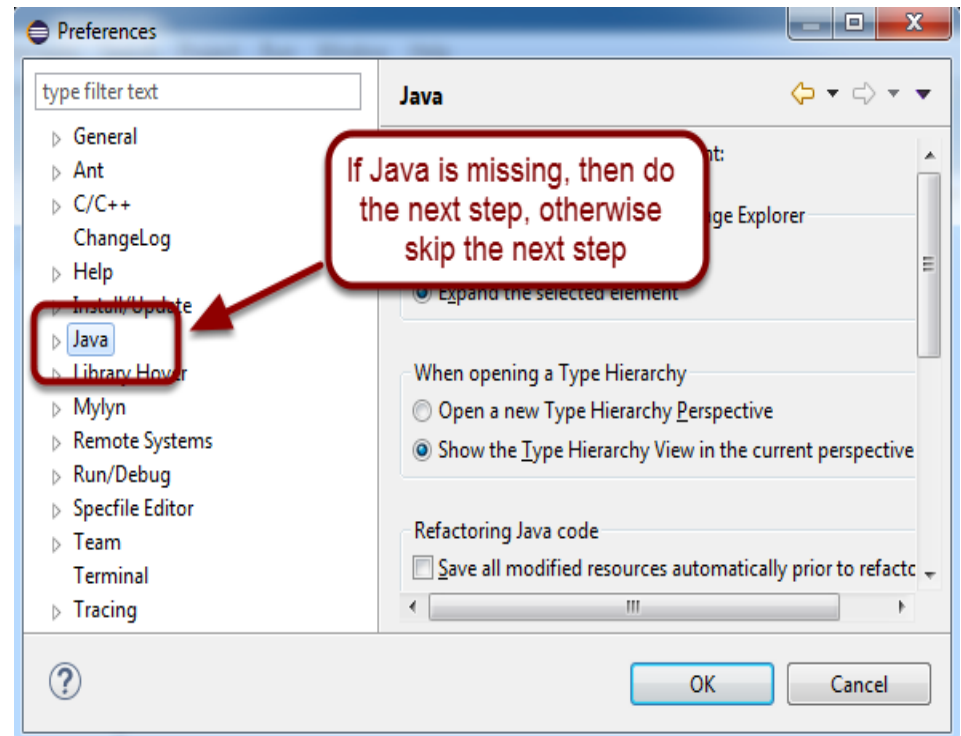 Preferences
type filter text
General
Ant
C/C++
ChangeLog
Help
Install/Update
Java
Library Hover
Mylyn
Remote Systems
Run/Debug
Specfile Editor
Team
Terminal
Tracing
Java
If Java is missing, then do
the next step, otherwise
skip the next step
Explorer
Expand the selected element
When opening a Type Hierarchy
Open a new Type Hierarchy Perspective
Show the Type Hierarchy View in the current perspective
Refactoring Java code
Save all modified resources automatically prior to refactc
OK
Cancel